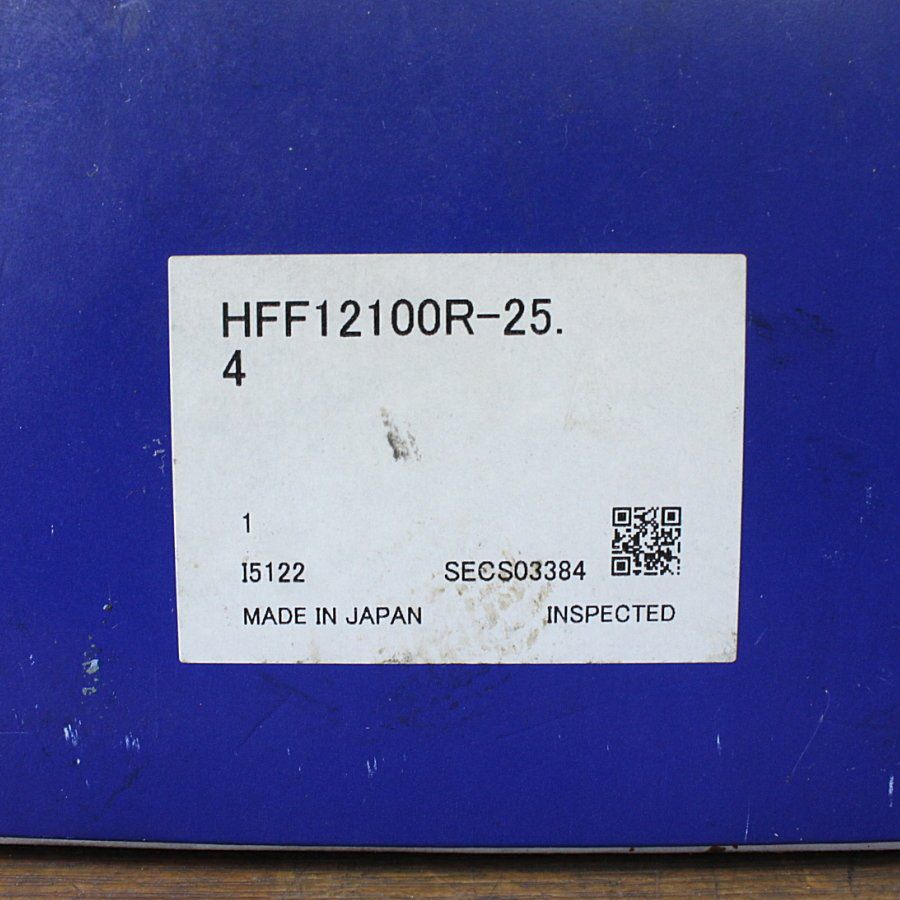 HFF12100R-25.
4
1
I5122 SECS03384
MADE IN JAPAN INSPECTED